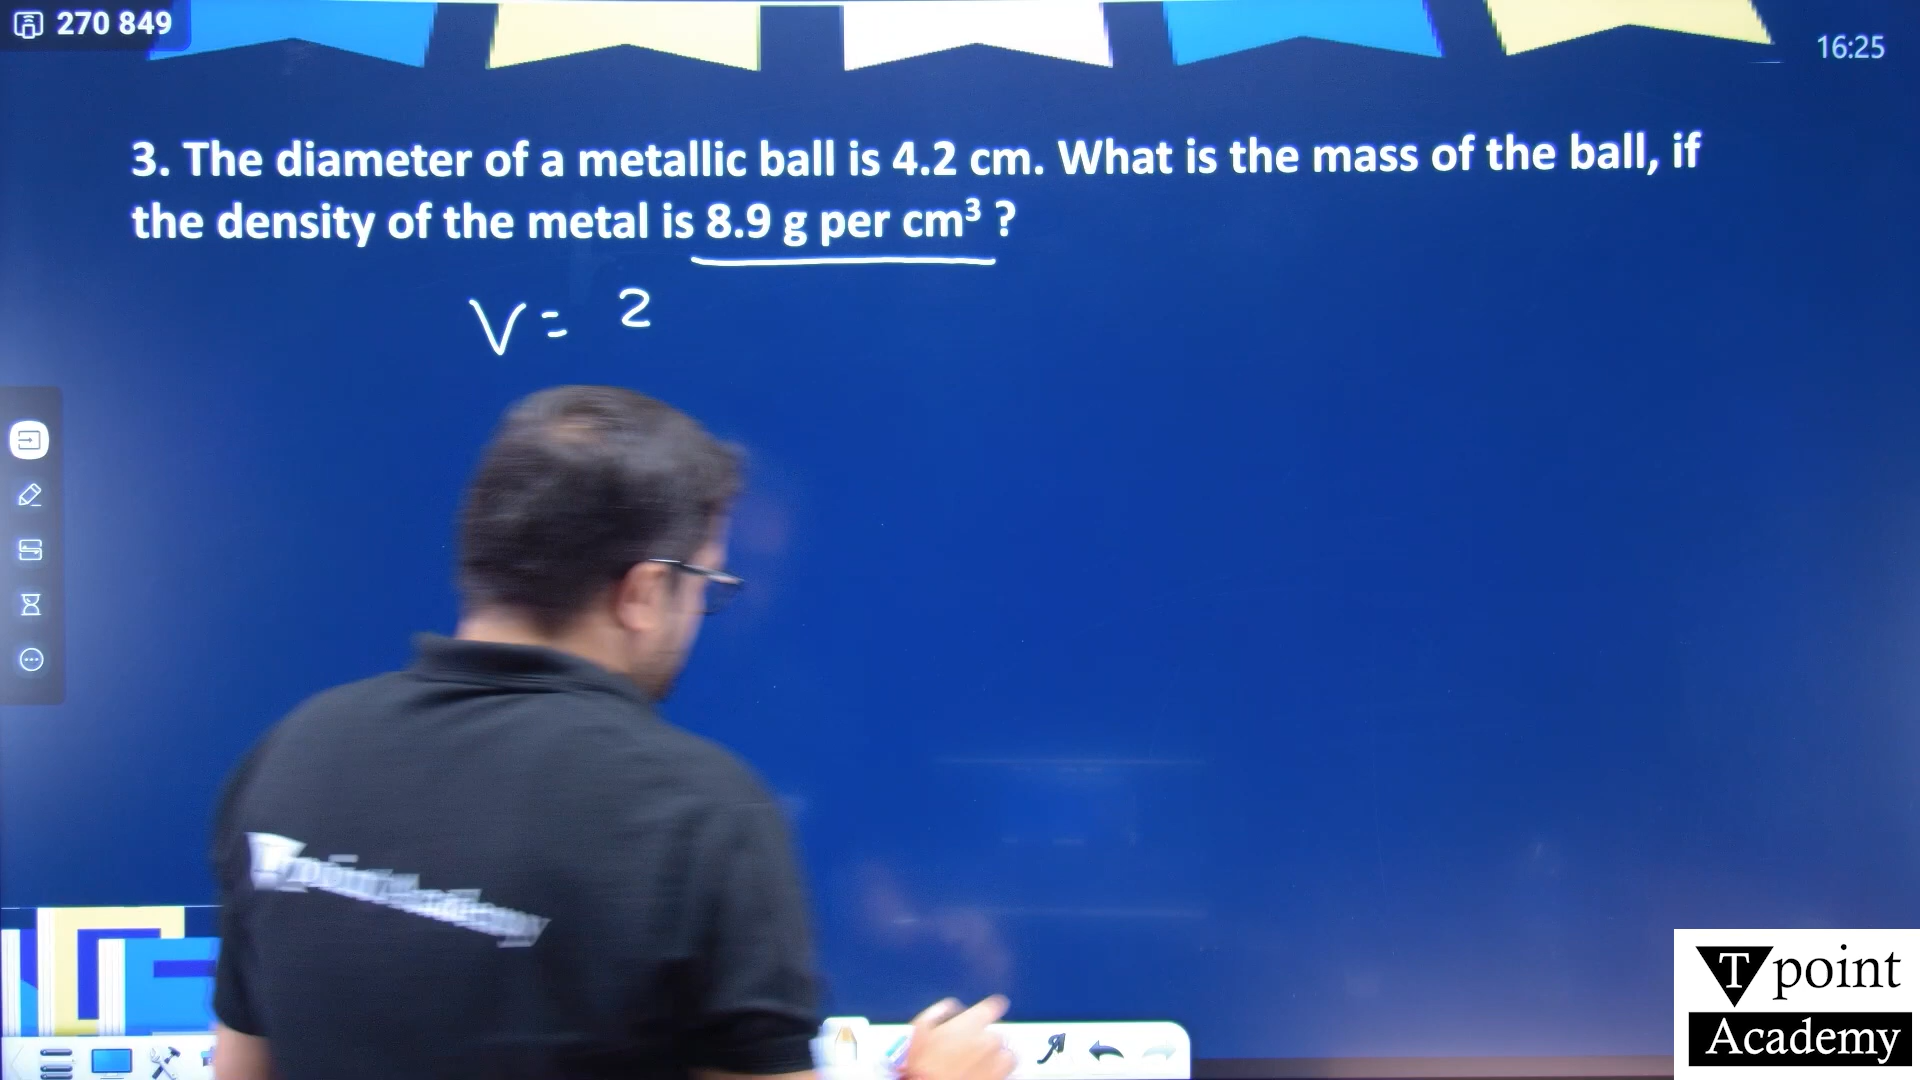 270 849
16:25
3. The diameter of a metallic ball is 4.2 cm. What is the mass of the ball, if
the density of the metal is 8.9 g per cm³ ?
V = 2
T point
Academy